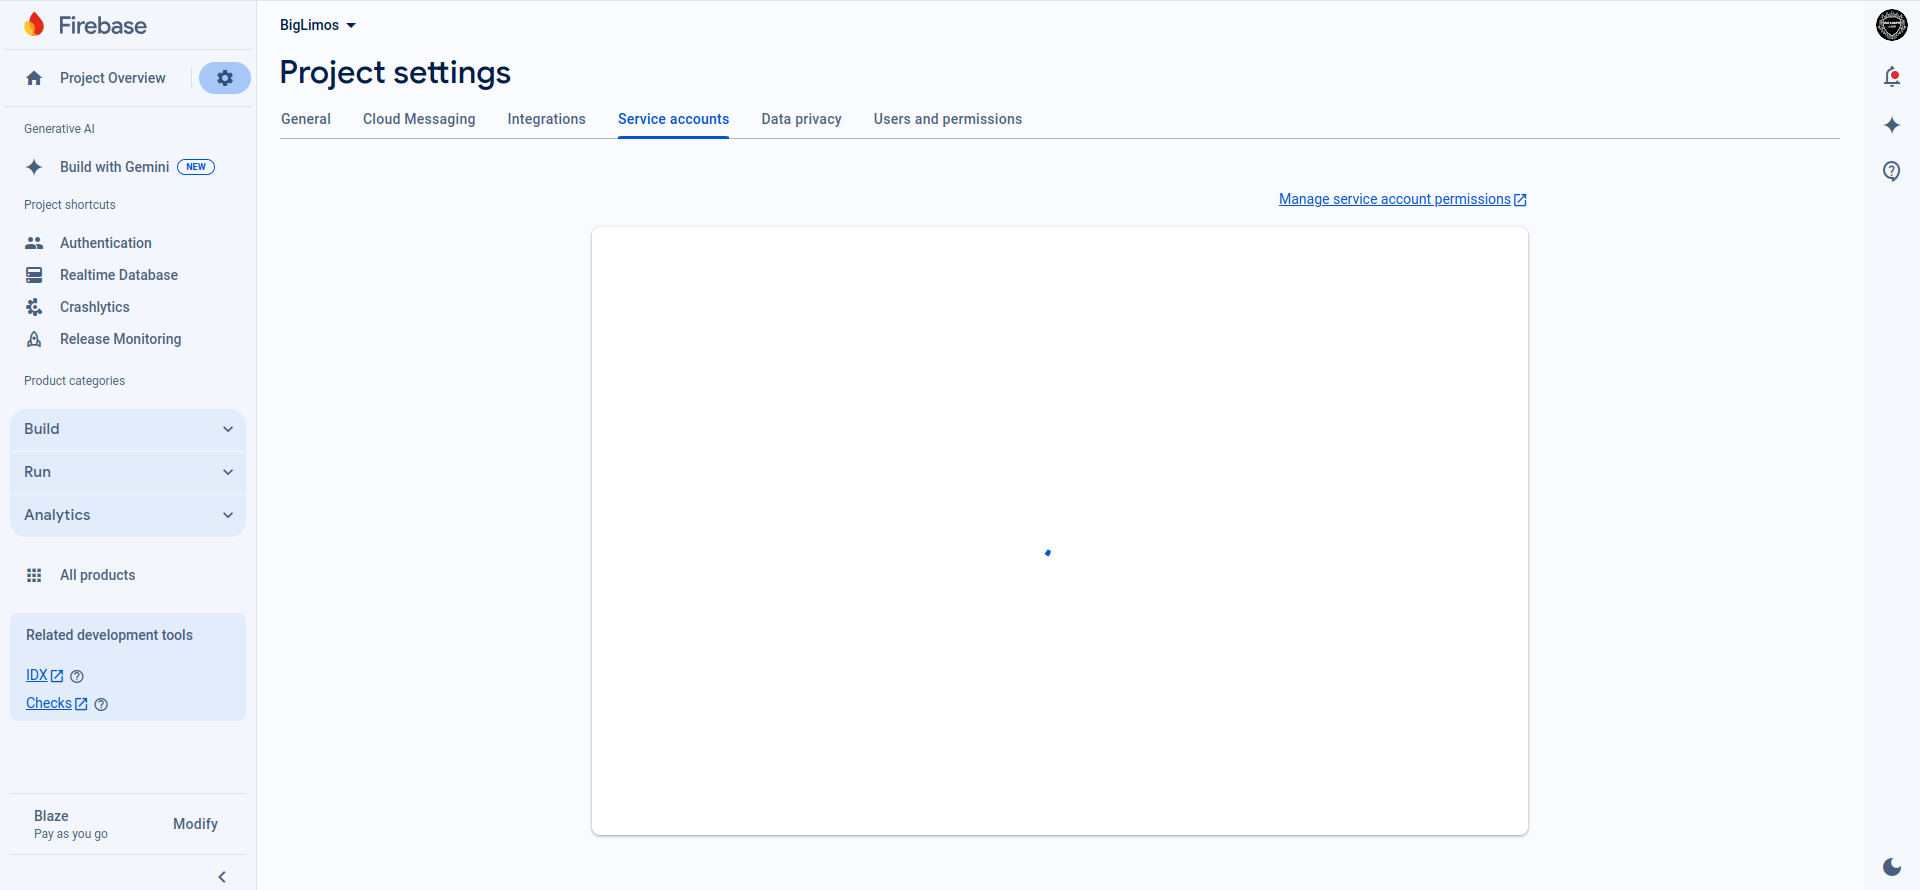 Firebase
Project Overview
Generative AI
Build with Gemini NEW
Project shortcuts
Authentication
Realtime Database
Crashlytics
Release Monitoring
Product categories
Build
Run
Analytics
All products
Related development tools
IDX
Checks
Blaze
Pay as you go
Modify
BigLimos
Project settings
General Cloud Messaging Integrations Service accounts Data privacy Users and permissions
Manage service account permissions